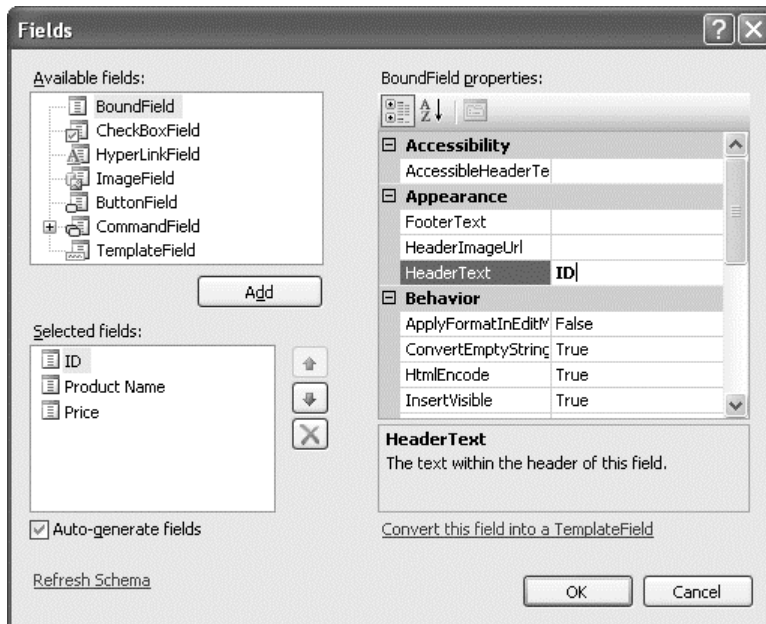 Fields
Available fields:
BoundField
CheckBoxField
HyperLinkField
ImageField
ButtonField
CommandField
TemplateField
Add
Selected fields:
ID
Product Name
Price
Auto-generate fields
Refresh Schema
BoundField properties:
Accessibility
AccessibleHeaderTe
Appearance
FooterText
HeaderImageUrl
HeaderText ID
Behavior
ApplyFormatInEditM False
ConvertEmptyString True
HtmlEncode True
InsertVisible True
HeaderText
The text within the header of this field.
Convert this field into a TemplateField
OK Cancel